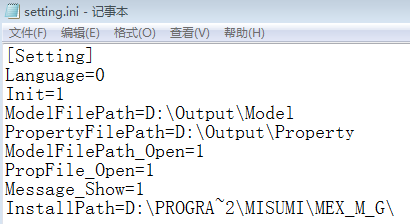 setting.ini - 记事本
文件(F) 编辑(E) 格式(O) 查看(V) 帮助(H)
[Setting]
Language=0
Init=1
ModelFilePath=D:\Output\Model
PropertyFilePath=D:\Output\Property
ModelFilePath_Open=1
PropFile_Open=1
Message_Show=1
InstallPath=D:\PROGRA~2\MISUMI\MEX_M_G\